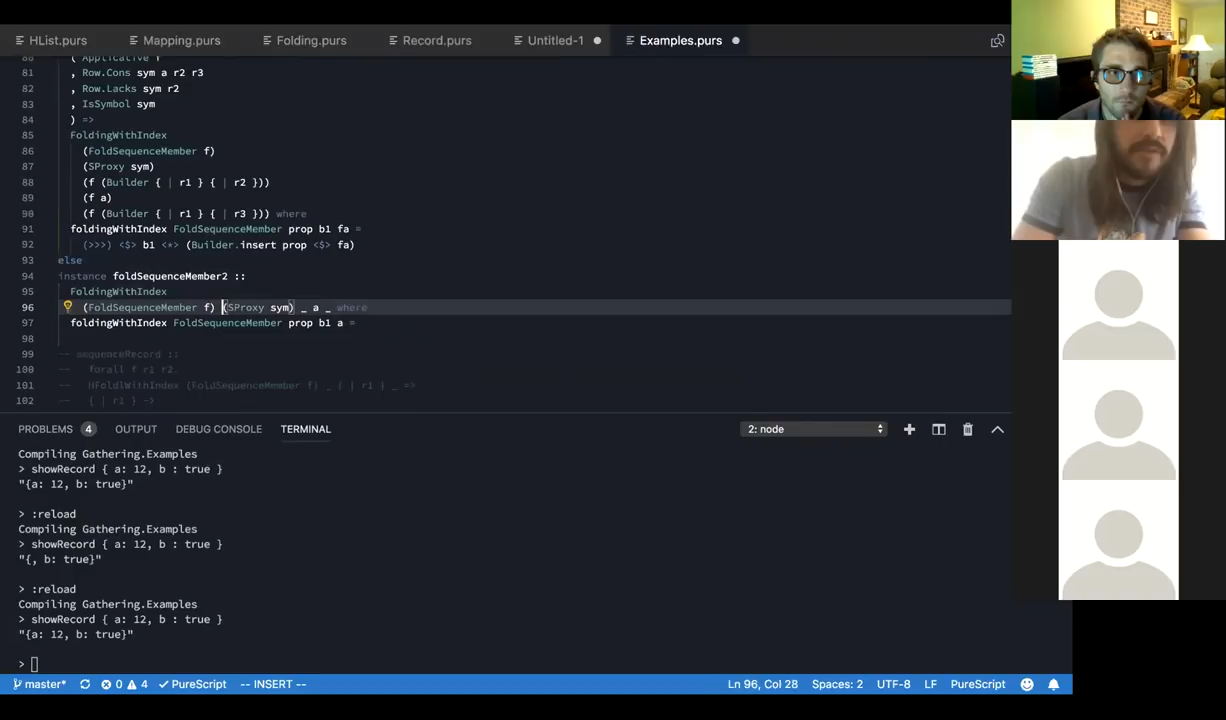 HList.purs Mapping.purs Folding.purs Record.purs Untitled-1 Examples.purs
80 ( Applicative f
81 , Row.Cons sym a r2 r3
82 , Row.Lacks sym r2
83 , IsSymbol sym
84 ) =>
85 FoldingWithIndex
86 (FoldSequenceMember f)
87 (SProxy sym)
88 (f (Builder { | r1 } { | r2 }))
89 (f a)
90 (f (Builder { | r1 } { | r3 })) where
91 foldingWithIndex FoldSequenceMember prop b1 fa =
92 (>>>) <$> b1 <*> (Builder.insert prop <$> fa)
93 else
94 instance foldSequenceMember2 ::
95 FoldingWithIndex
96 (FoldSequenceMember f) (SProxy sym) _ a _ where
97 foldingWithIndex FoldSequenceMember prop b1 a =
98
99 -- sequenceRecord ::
100 -- forall f r1 r2.
101 -- HFoldlWithIndex (FoldSequenceMember f) _ { | r1 } _ =>
102 -- { | r1 } ->
PROBLEMS 4 OUTPUT DEBUG CONSOLE TERMINAL 2: node
Compiling Gathering.Examples
> showRecord { a: 12, b : true }
"{a: 12, b: true}"
> :reload
Compiling Gathering.Examples
> showRecord { a: 12, b : true }
"{, b: true}"
> :reload
Compiling Gathering.Examples
> showRecord { a: 12, b : true }
"{a: 12, b: true}"
>
master* 0 4 PureScript -- INSERT -- Ln 96, Col 28 Spaces: 2 UTF-8 LF PureScript